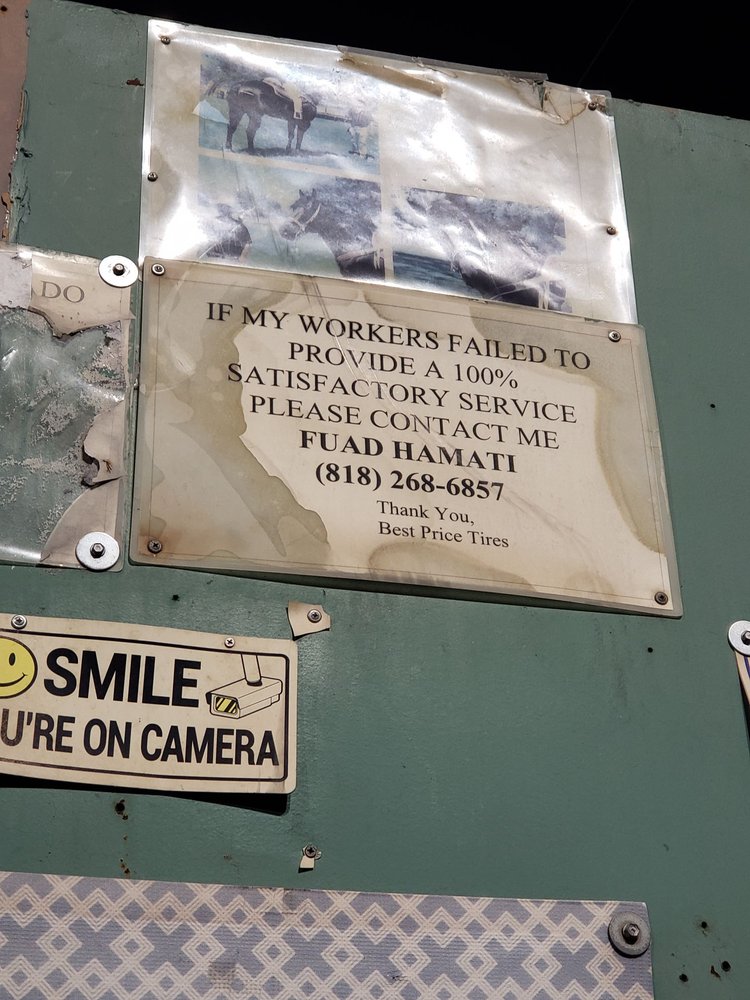 DO
IF MY WORKERS FAILED TO
PROVIDE A 100%
SATISFACTORY SERVICE
PLEASE CONTACT ME
FUAD HAMATI
(818) 268-6857
Thank You,
Best Price Tires
SMILE
U'RE ON CAMERA